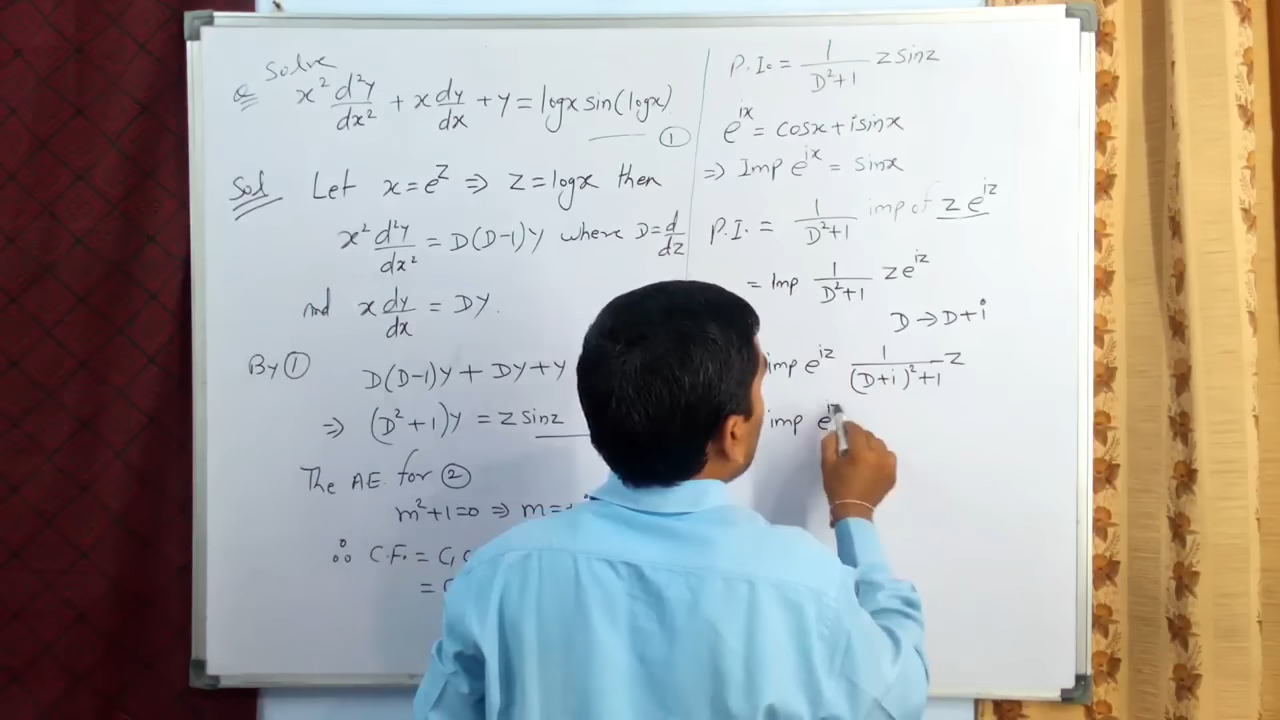 Q Solve
x² d²y/dx² + x dy/dx + y = logx sin(logx) ①
Sol Let x = e^z ⇒ z = logx then
x² d²y/dx² = D(D-1)y where D = d/dz
and x dy/dx = Dy.
By ① D(D-1)y + Dy + y
⇒ (D²+1)y = z sinz
The AE. for ②
m²+1=0 ⇒ m=
∴ C.F. = C₁
=
P.I. = 1/(D²+1) z sinz
e^ix = cosx + i sinx
⇒ Imp e^ix = sinx
P.I. = 1/(D²+1) imp of z e^iz
= Imp 1/(D²+1) z e^iz
D → D+i
imp e^iz 1/((D+i)²+1) z
imp e